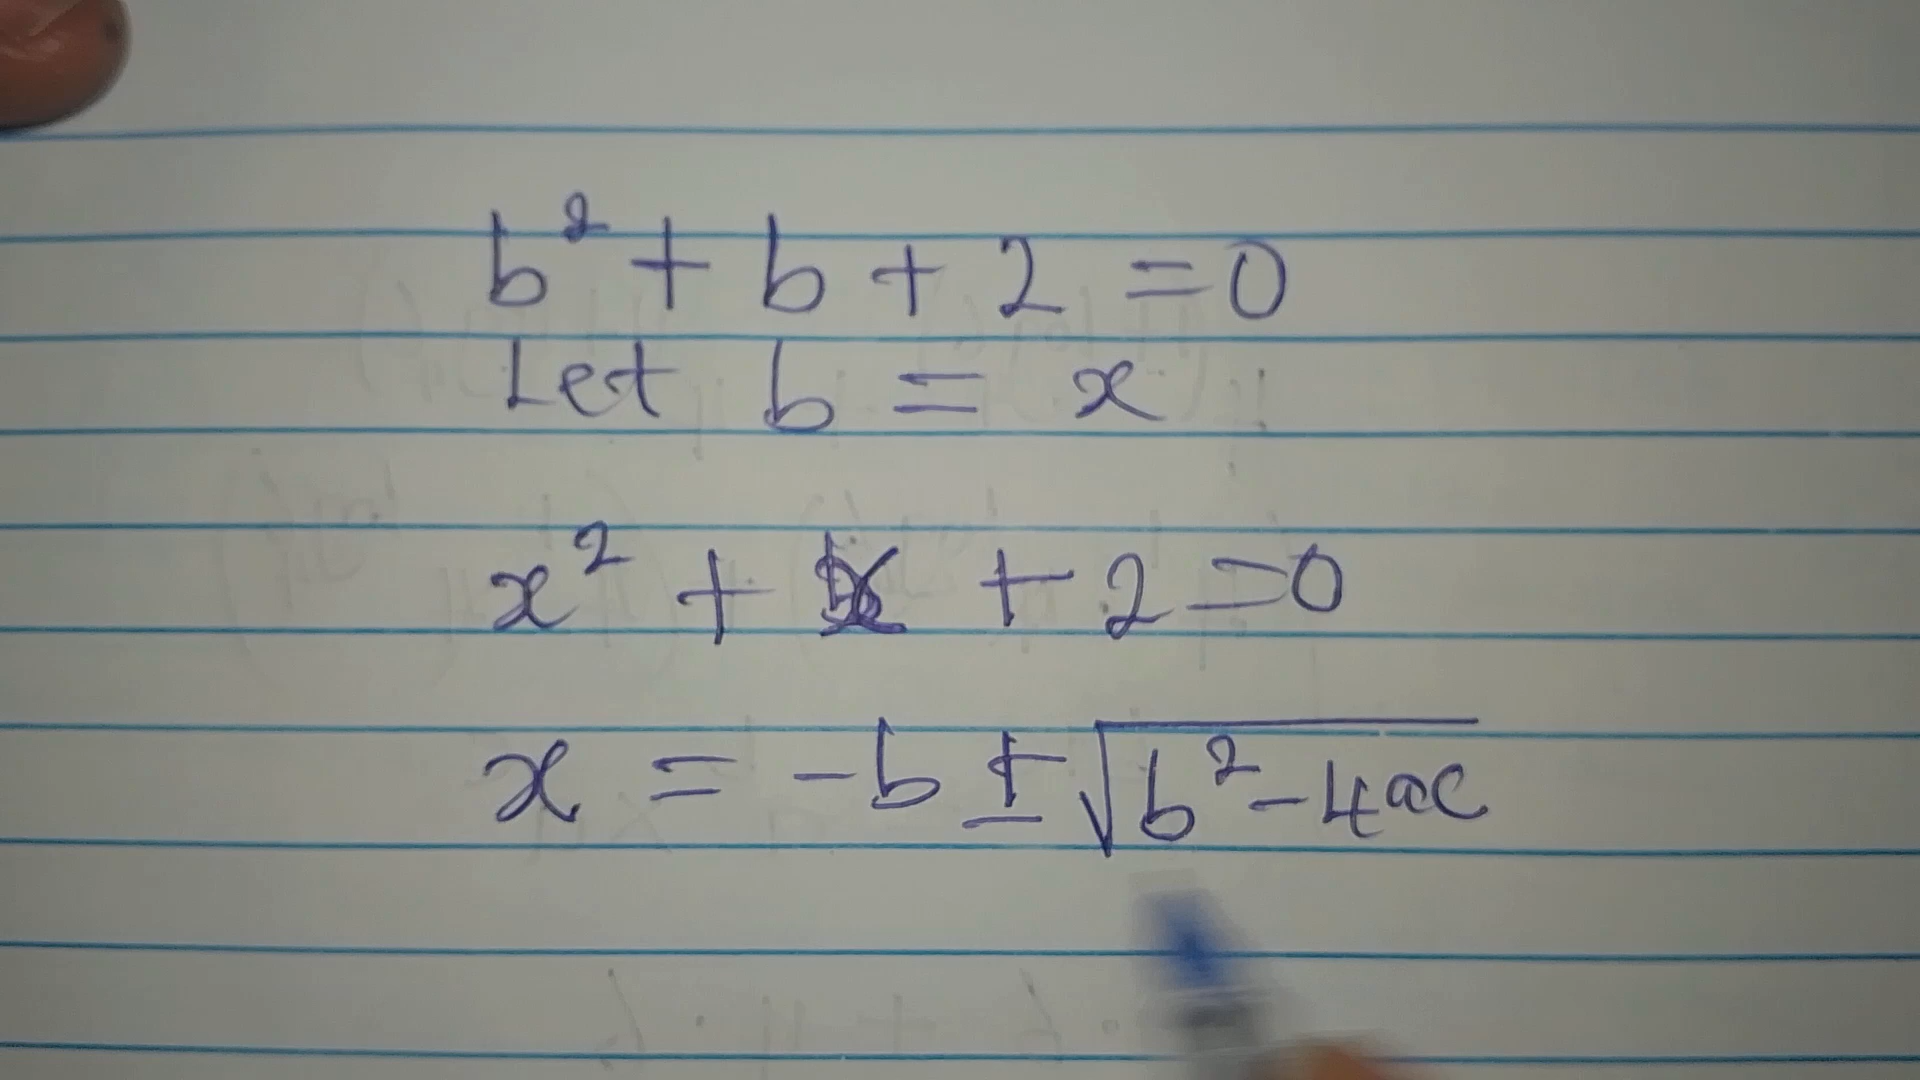 b² + b + 2 = 0
Let b = x
x² + x + 2 = 0
x = -b ± √b² - 4ac